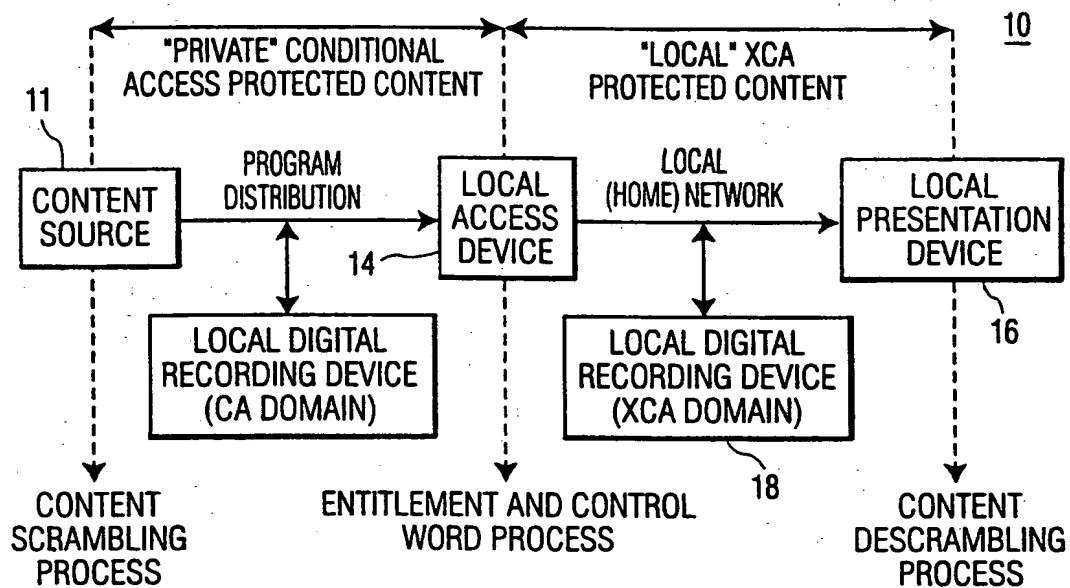 10
"PRIVATE" CONDITIONAL
ACCESS PROTECTED CONTENT
"LOCAL" XCA
PROTECTED CONTENT
11
CONTENT
SOURCE
PROGRAM
DISTRIBUTION
LOCAL
ACCESS
DEVICE
14
LOCAL
(HOME) NETWORK
LOCAL
PRESENTATION
DEVICE
16
LOCAL DIGITAL
RECORDING DEVICE
(CA DOMAIN)
LOCAL DIGITAL
RECORDING DEVICE
(XCA DOMAIN)
18
CONTENT
SCRAMBLING
PROCESS
ENTITLEMENT AND CONTROL
WORD PROCESS
CONTENT
DESCRAMBLING
PROCESS